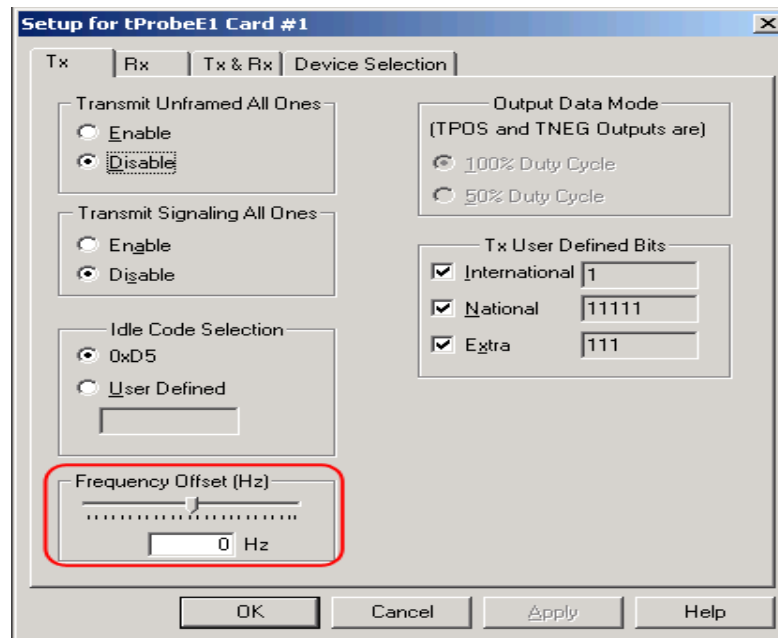 Setup for tProbeE1 Card #1
Tx
Rx
Tx & Rx
Device Selection
Transmit Unframed All Ones
Enable
Disable
Transmit Signaling All Ones
Enable
Disable
Idle Code Selection
0xD5
User Defined
Frequency Offset (Hz)
0 Hz
Output Data Mode
(TPOS and TNEG Outputs are)
100% Duty Cycle
50% Duty Cycle
Tx User Defined Bits
International 1
National 11111
Extra 111
OK
Cancel
Apply
Help